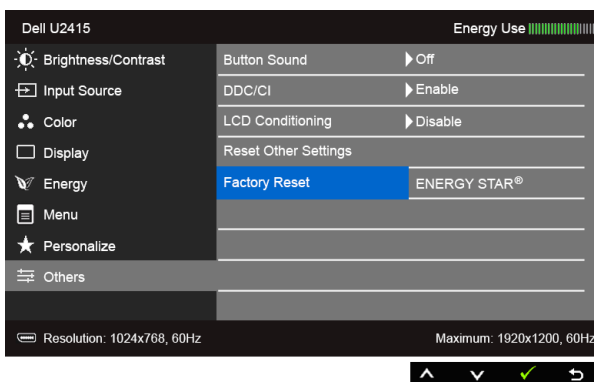 Dell U2415 Energy Use
Brightness/Contrast Button Sound Off
Input Source DDC/CI Enable
Color LCD Conditioning Disable
Display Reset Other Settings
Energy Factory Reset ENERGY STAR®
Menu
Personalize
Others
Resolution: 1024x768, 60Hz Maximum: 1920x1200, 60Hz